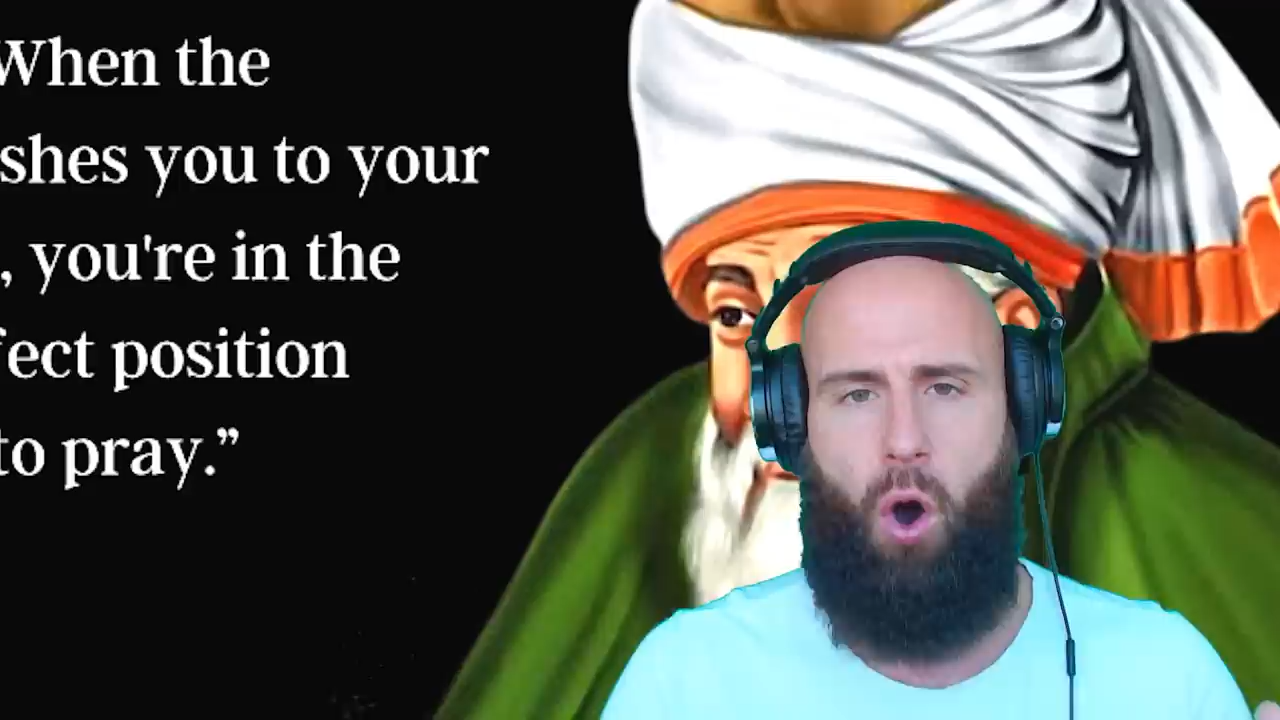 When the
shes you to your
, you're in the
fect position
to pray.”